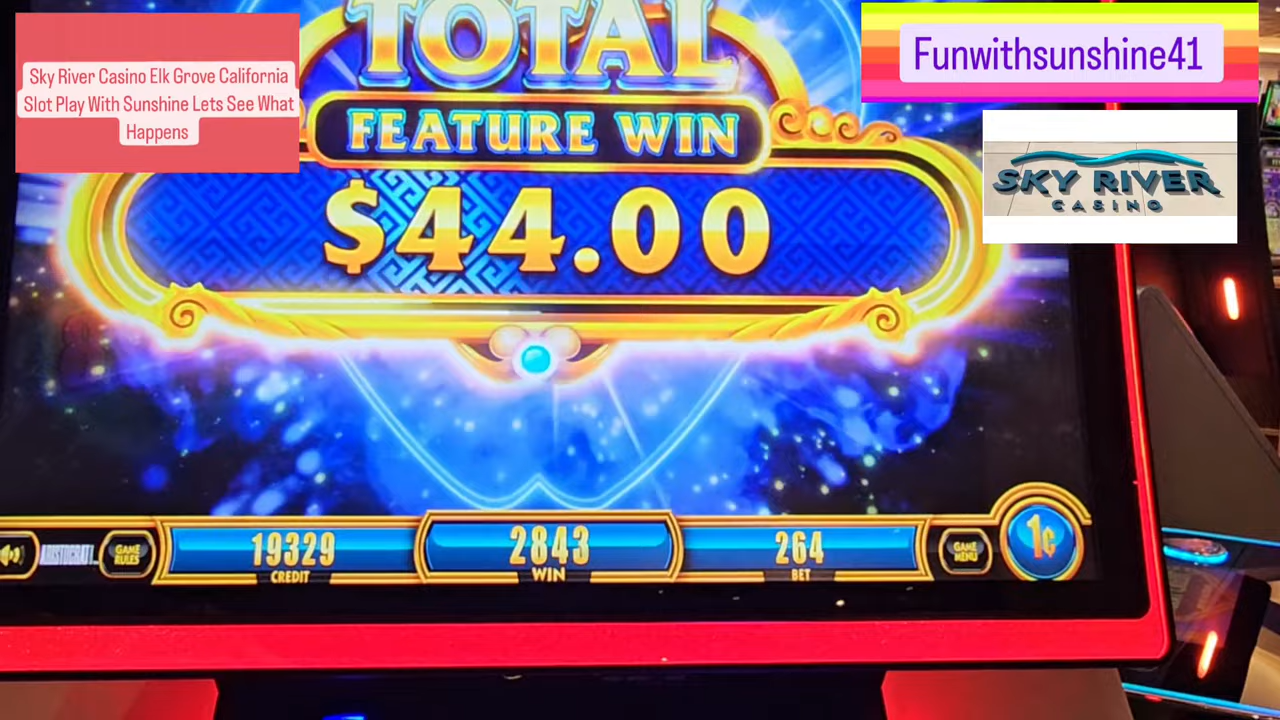 Sky River Casino Elk Grove California
Slot Play With Sunshine Lets See What
Happens
Funwithsunshine41
SKY RIVER
CASINO
TOTAL
FEATURE WIN
$44.00
ARISTOCRAT
GAME
RULES
19329
CREDIT
2843
WIN
264
BET
GAME
MENU
1¢